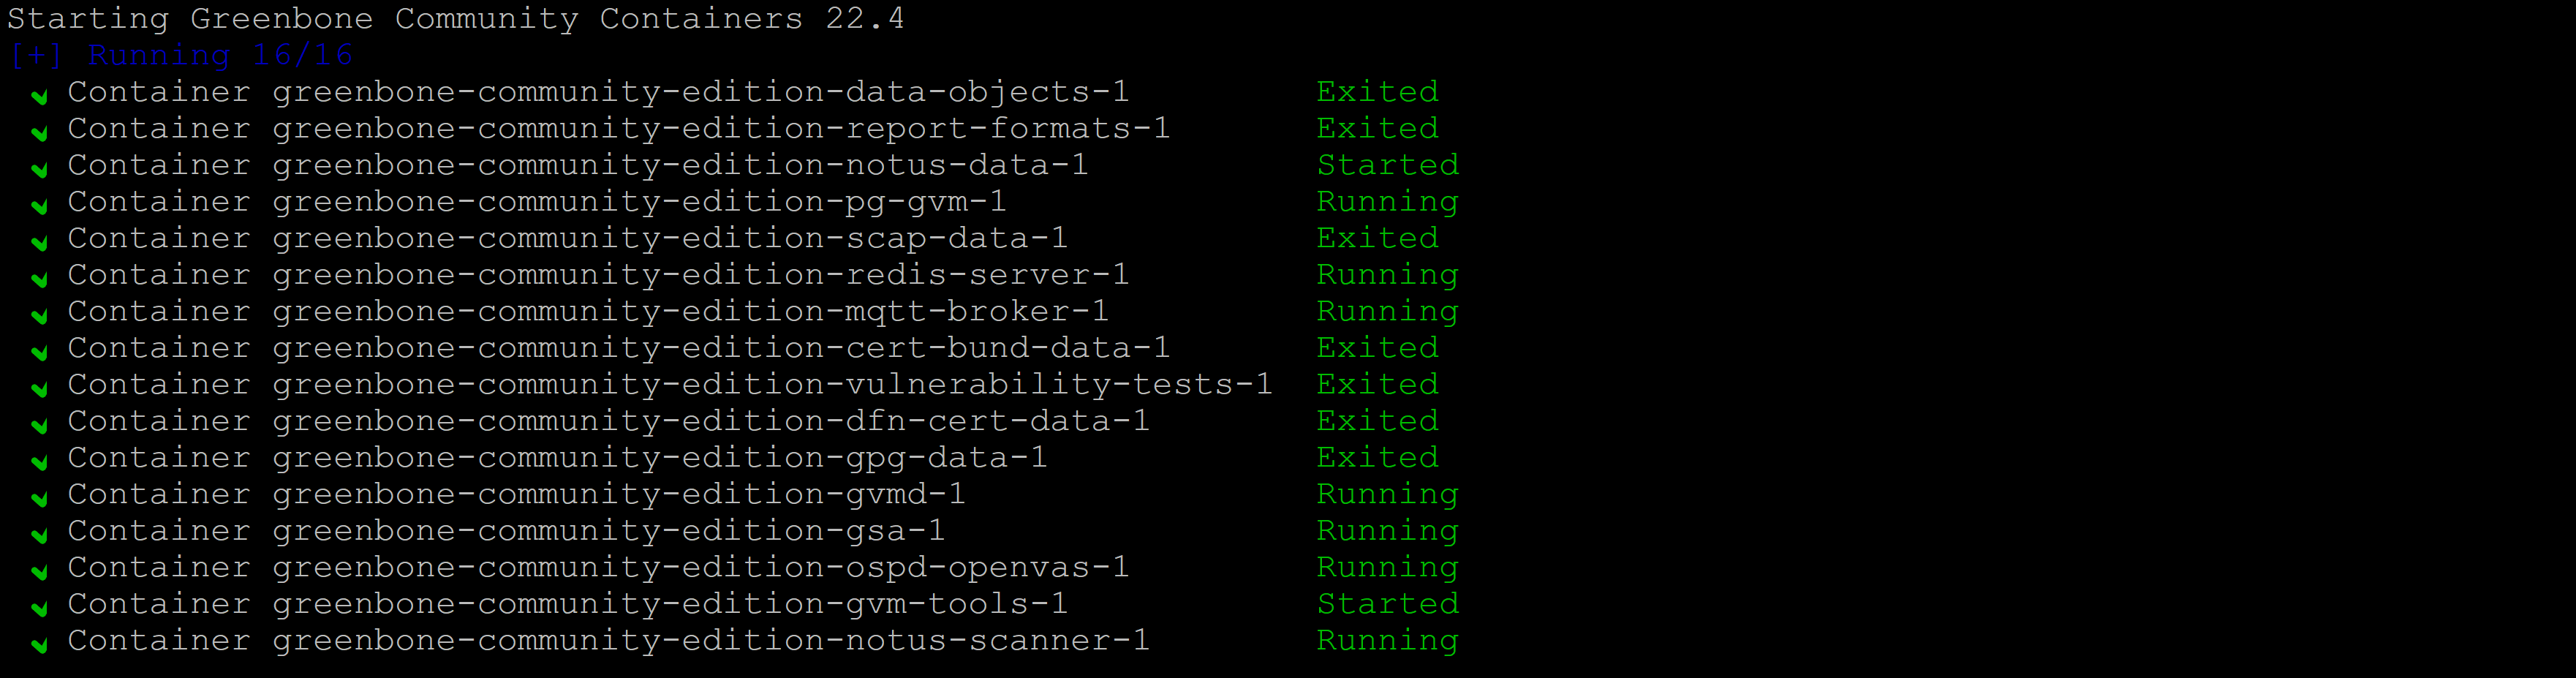 Starting Greenbone Community Containers 22.4
[+] Running 16/16
✔ Container greenbone-community-edition-data-objects-1 Exited
✔ Container greenbone-community-edition-report-formats-1 Exited
✔ Container greenbone-community-edition-notus-data-1 Started
✔ Container greenbone-community-edition-pg-gvm-1 Running
✔ Container greenbone-community-edition-scap-data-1 Exited
✔ Container greenbone-community-edition-redis-server-1 Running
✔ Container greenbone-community-edition-mqtt-broker-1 Running
✔ Container greenbone-community-edition-cert-bund-data-1 Exited
✔ Container greenbone-community-edition-vulnerability-tests-1 Exited
✔ Container greenbone-community-edition-dfn-cert-data-1 Exited
✔ Container greenbone-community-edition-gpg-data-1 Exited
✔ Container greenbone-community-edition-gvmd-1 Running
✔ Container greenbone-community-edition-gsa-1 Running
✔ Container greenbone-community-edition-ospd-openvas-1 Running
✔ Container greenbone-community-edition-gvm-tools-1 Started
✔ Container greenbone-community-edition-notus-scanner-1 Running